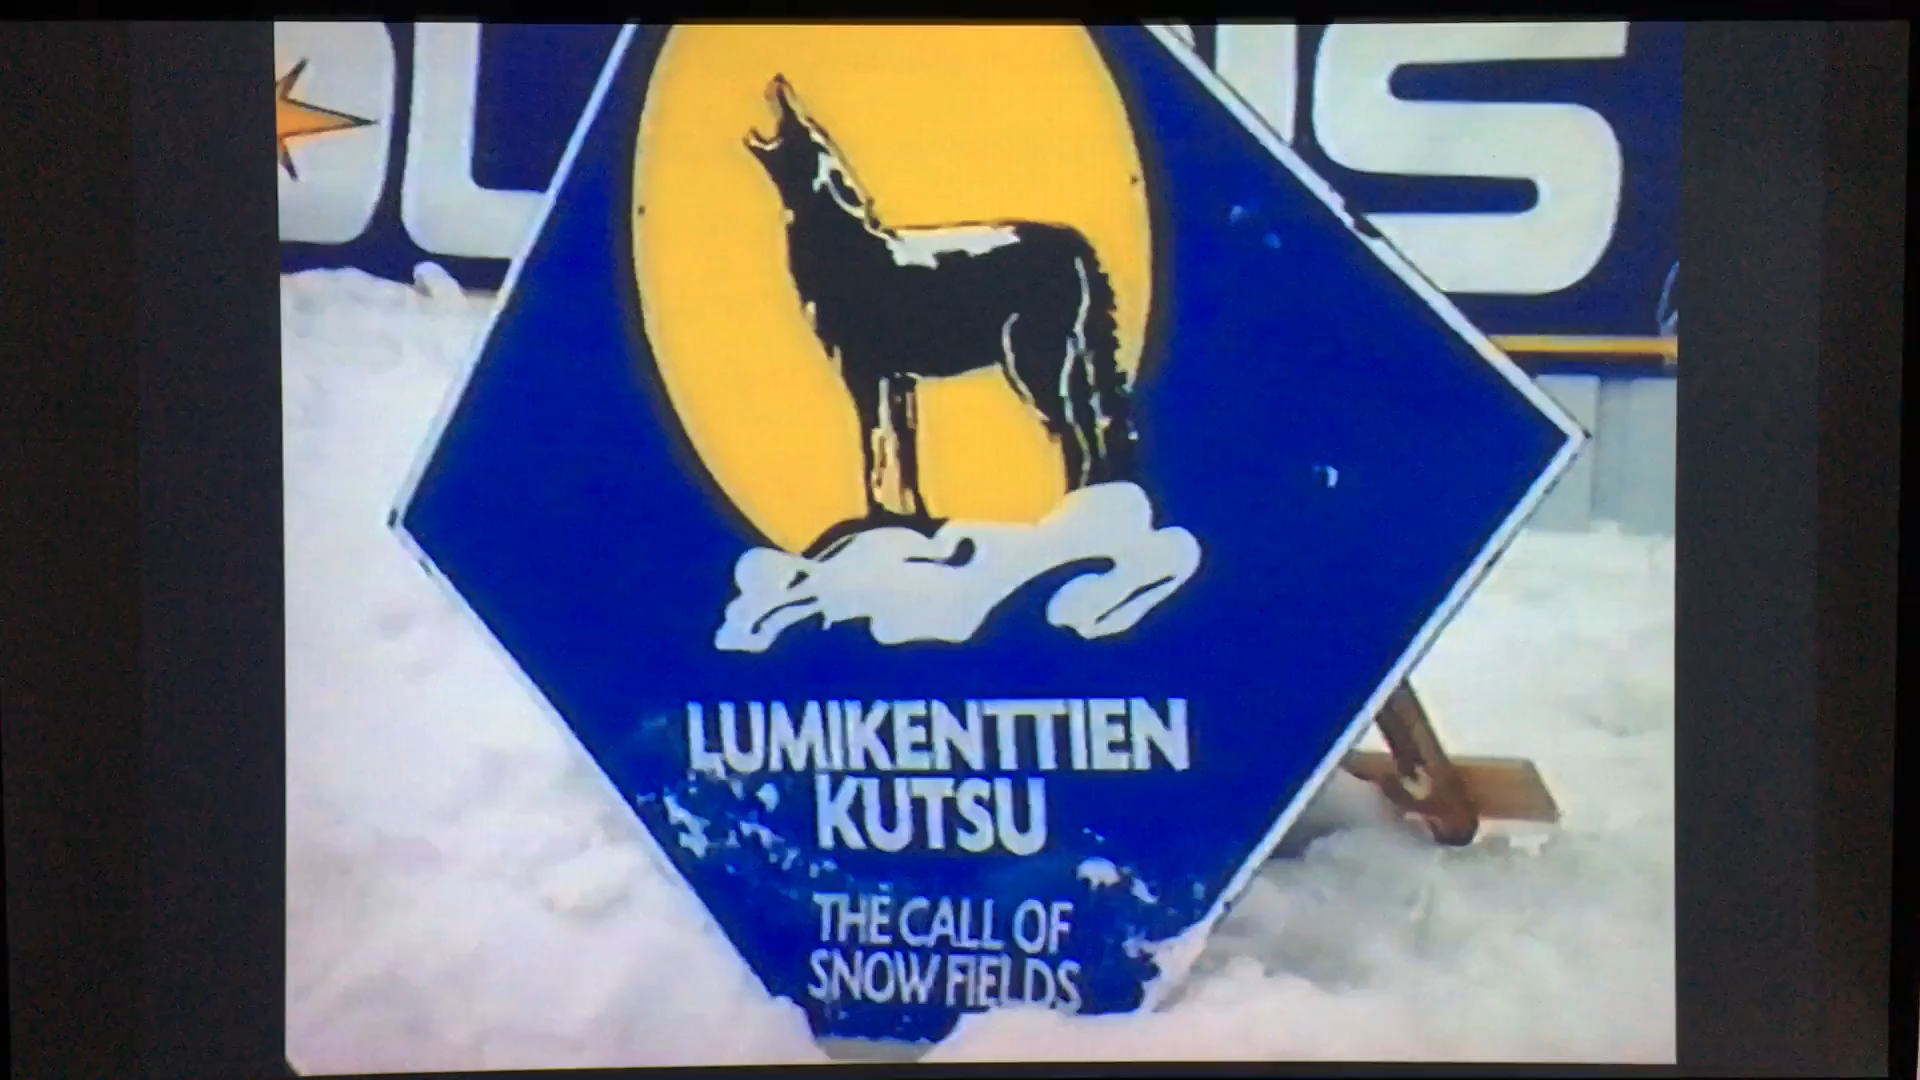 LUMIKENTTIEN
KUTSU
THE CALL OF
SNOW FIELDS